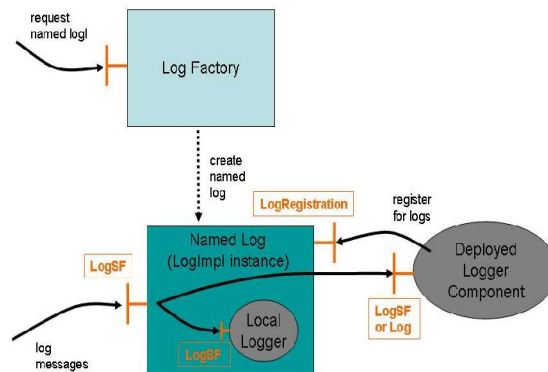 request
named logl
Log Factory
create
named
log
LogRegistration
register
for logs
Named Log
(LogImpl instance)
LogSF
Deployed
Logger
Component
LogSF
or Log
Local
Logger
LogSF
log
messages